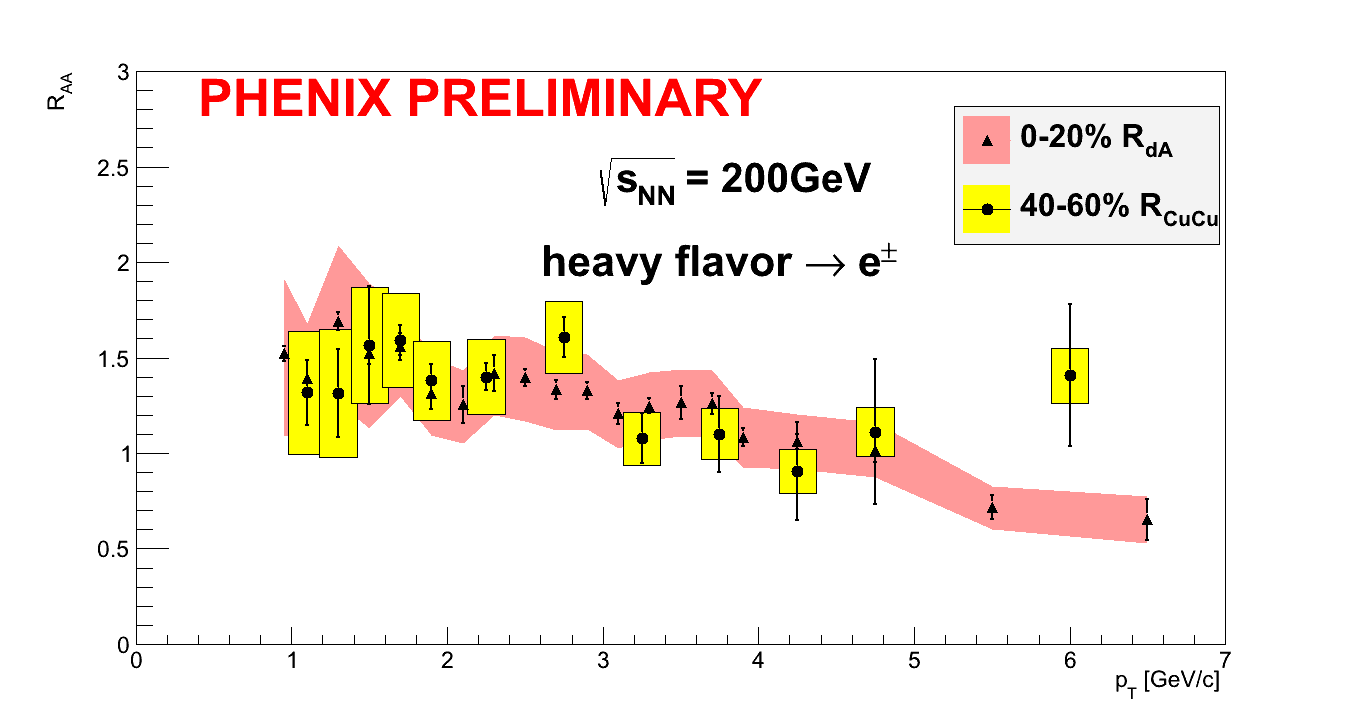 PHENIX PRELIMINARY
R_AA
√s_NN = 200GeV
heavy flavor → e^±
0-20% R_dA
40-60% R_CuCu
3
2.5
2
1.5
1
0.5
0
0 1 2 3 4 5 6 7
p_T [GeV/c]